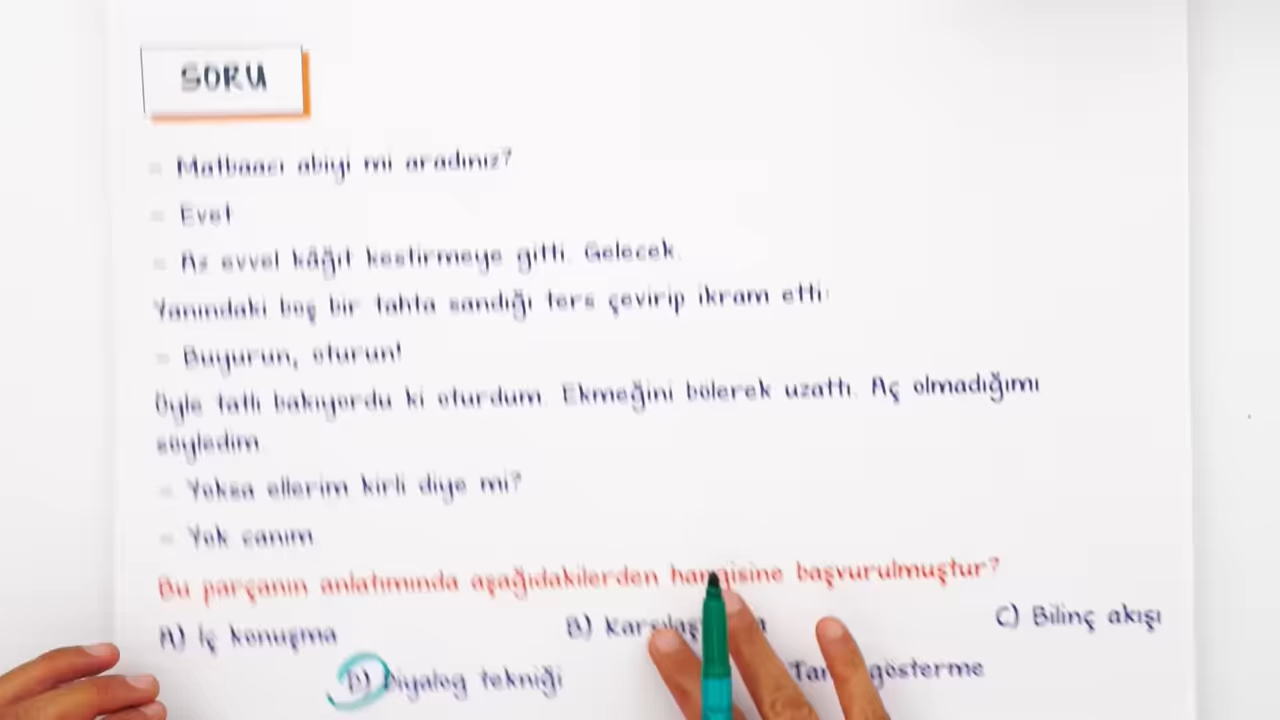 SORU
- Matbaacı abiyi mi aradınız?
- Evet
- Az evvel kâğıt kestirmeye gitti. Gelecek.
Yanındaki boş bir tahta sandığı ters çevirip ikram etti:
- Buyurun, oturun!
Öyle tatlı bakıyordu ki oturdum. Ekmeğini bölerek uzattı. Aç olmadığımı
söyledim.
- Yoksa ellerim kirli diye mi?
- Yok canım
Bu parçanın anlatımında aşağıdakilerden hangisine başvurulmuştur?
A) İç konuşma B) C) Bilinç akışı
D) Diyalog tekniği gösterme